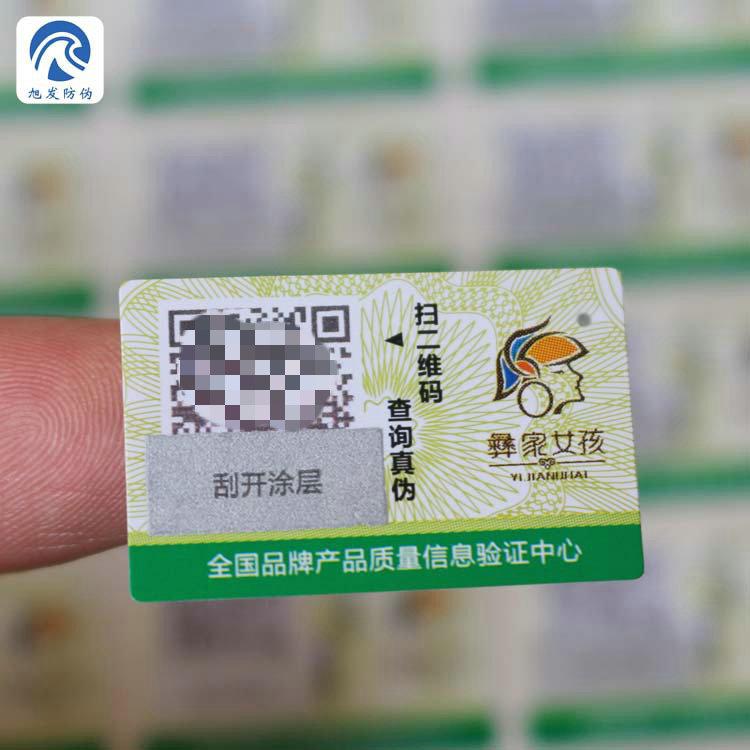 旭发防伪
扫二维码
查询真伪
刮开涂层
彝家女孩
YIJIANUHAI
全国品牌产品质量信息验证中心